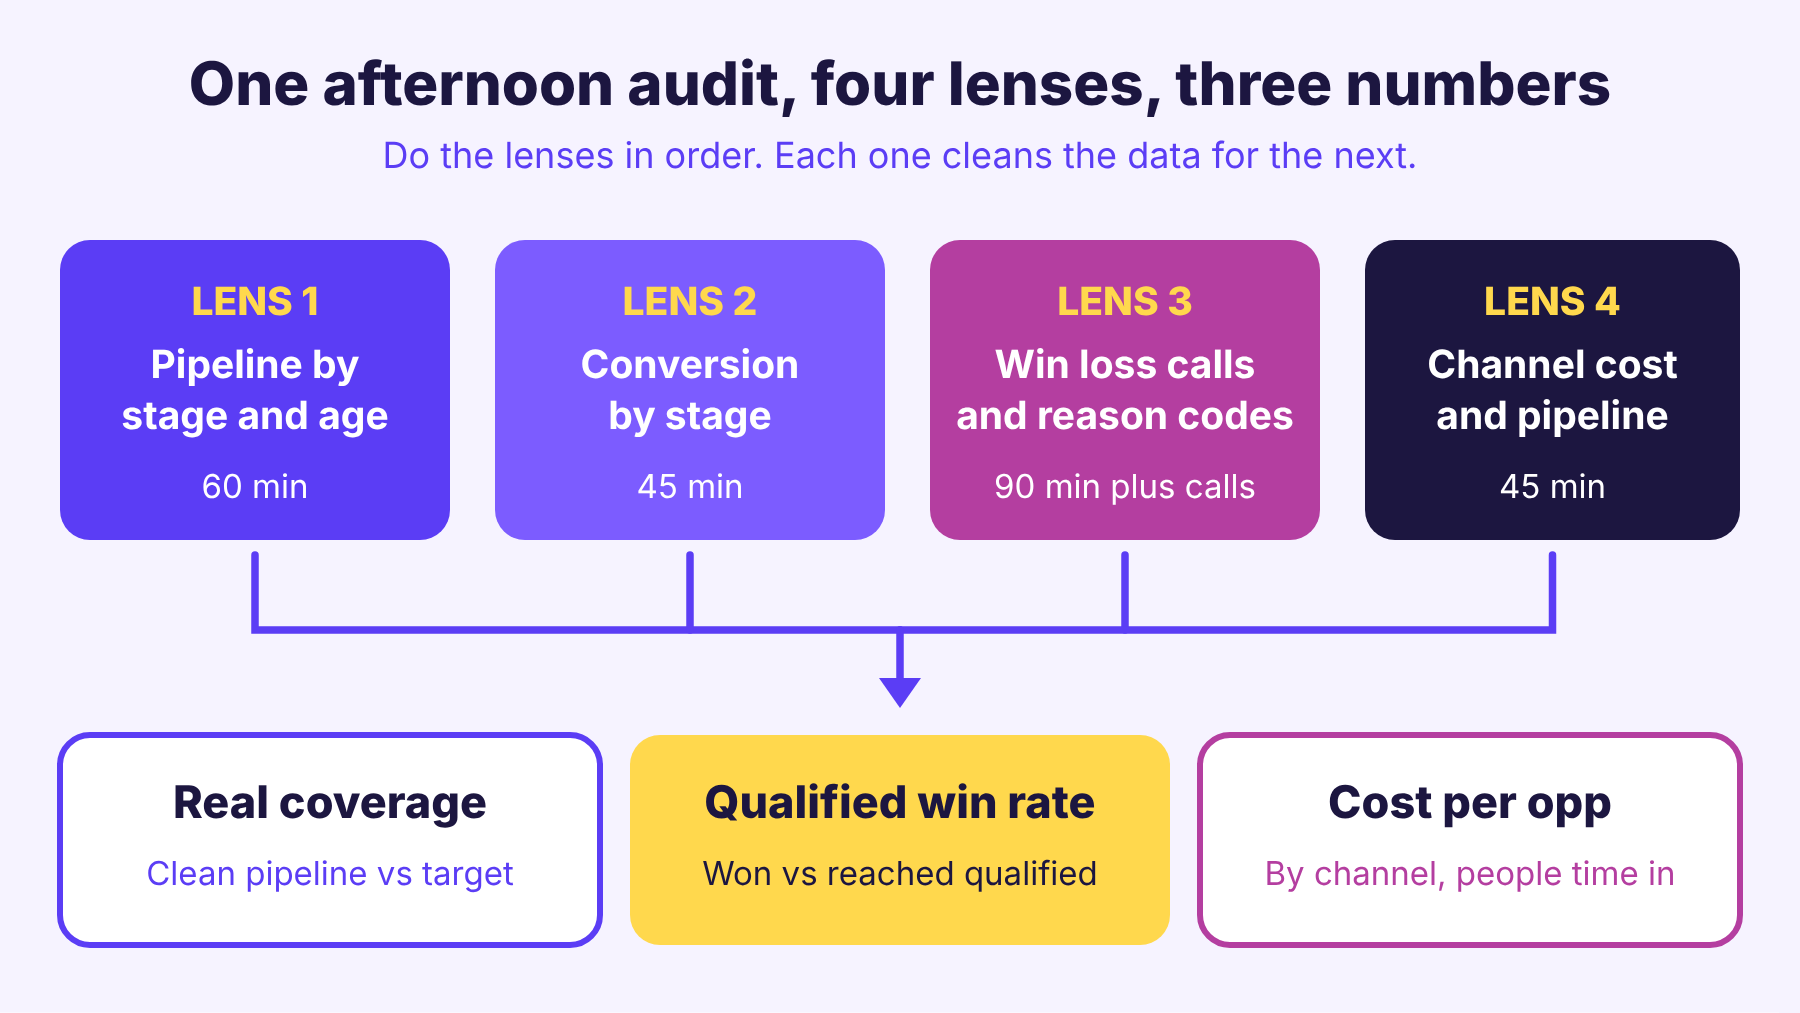 One afternoon audit, four lenses, three numbers
Do the lenses in order. Each one cleans the data for the next.
LENS 1
Pipeline by
stage and age
60 min
LENS 2
Conversion
by stage
45 min
LENS 3
Win loss calls
and reason codes
90 min plus calls
LENS 4
Channel cost
and pipeline
45 min
Real coverage
Clean pipeline vs target
Qualified win rate
Won vs reached qualified
Cost per opp
By channel, people time in